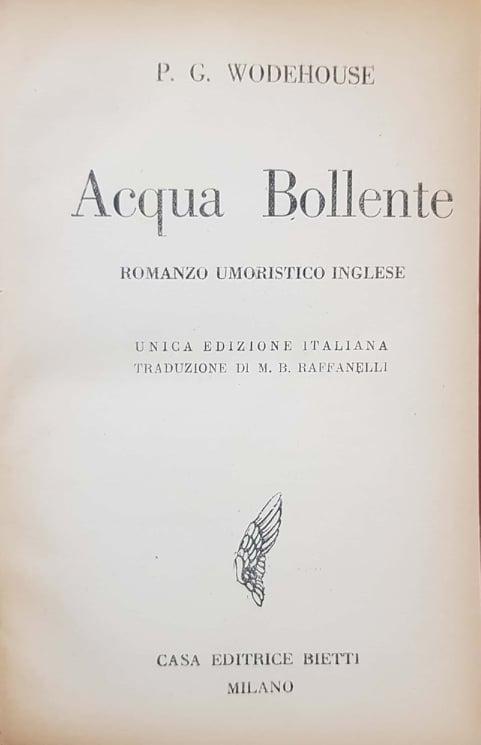 P. G. WODEHOUSE
Acqua Bollente
ROMANZO UMORISTICO INGLESE
UNICA EDIZIONE ITALIANA
TRADUZIONE DI M. B. RAFFANELLI
CASA EDITRICE BIETTI
MILANO